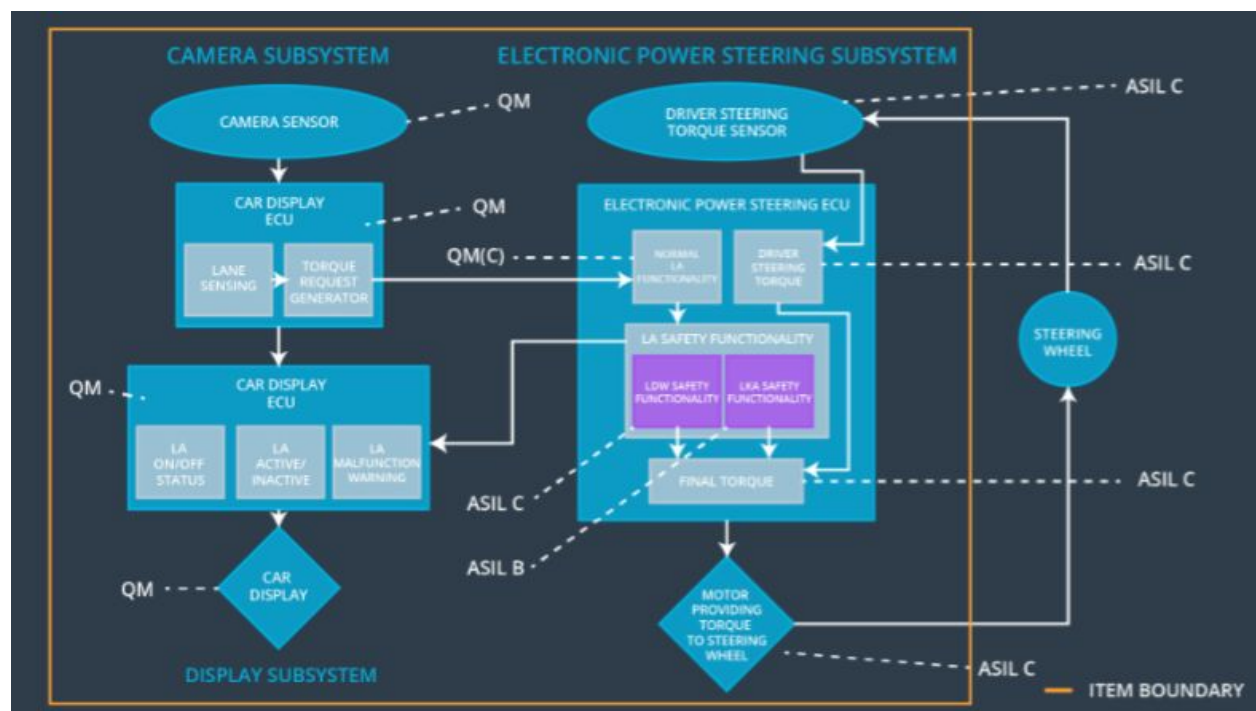 CAMERA SUBSYSTEM
ELECTRONIC POWER STEERING SUBSYSTEM
CAMERA SENSOR
QM
DRIVER STEERING
TORQUE SENSOR
ASIL C
CAR DISPLAY
ECU
QM
LANE
SENSING
TORQUE
REQUEST
GENERATOR
ELECTRONIC POWER STEERING ECU
QM(C)
NORMAL
LA
FUNCTIONALITY
DRIVER
STEERING
TORQUE
ASIL C
STEERING
WHEEL
LA SAFETY FUNCTIONALITY
LDW SAFETY
FUNCTIONALITY
LKA SAFETY
FUNCTIONALITY
QM
CAR DISPLAY
ECU
LA
ON/OFF
STATUS
LA
ACTIVE/
INACTIVE
LA
MALFUNCTION
WARNING
FINAL TORQUE
ASIL C
ASIL C
ASIL B
QM
CAR
DISPLAY
MOTOR
PROVIDING
TORQUE
TO STEERING
WHEEL
ASIL C
DISPLAY SUBSYSTEM
ITEM BOUNDARY